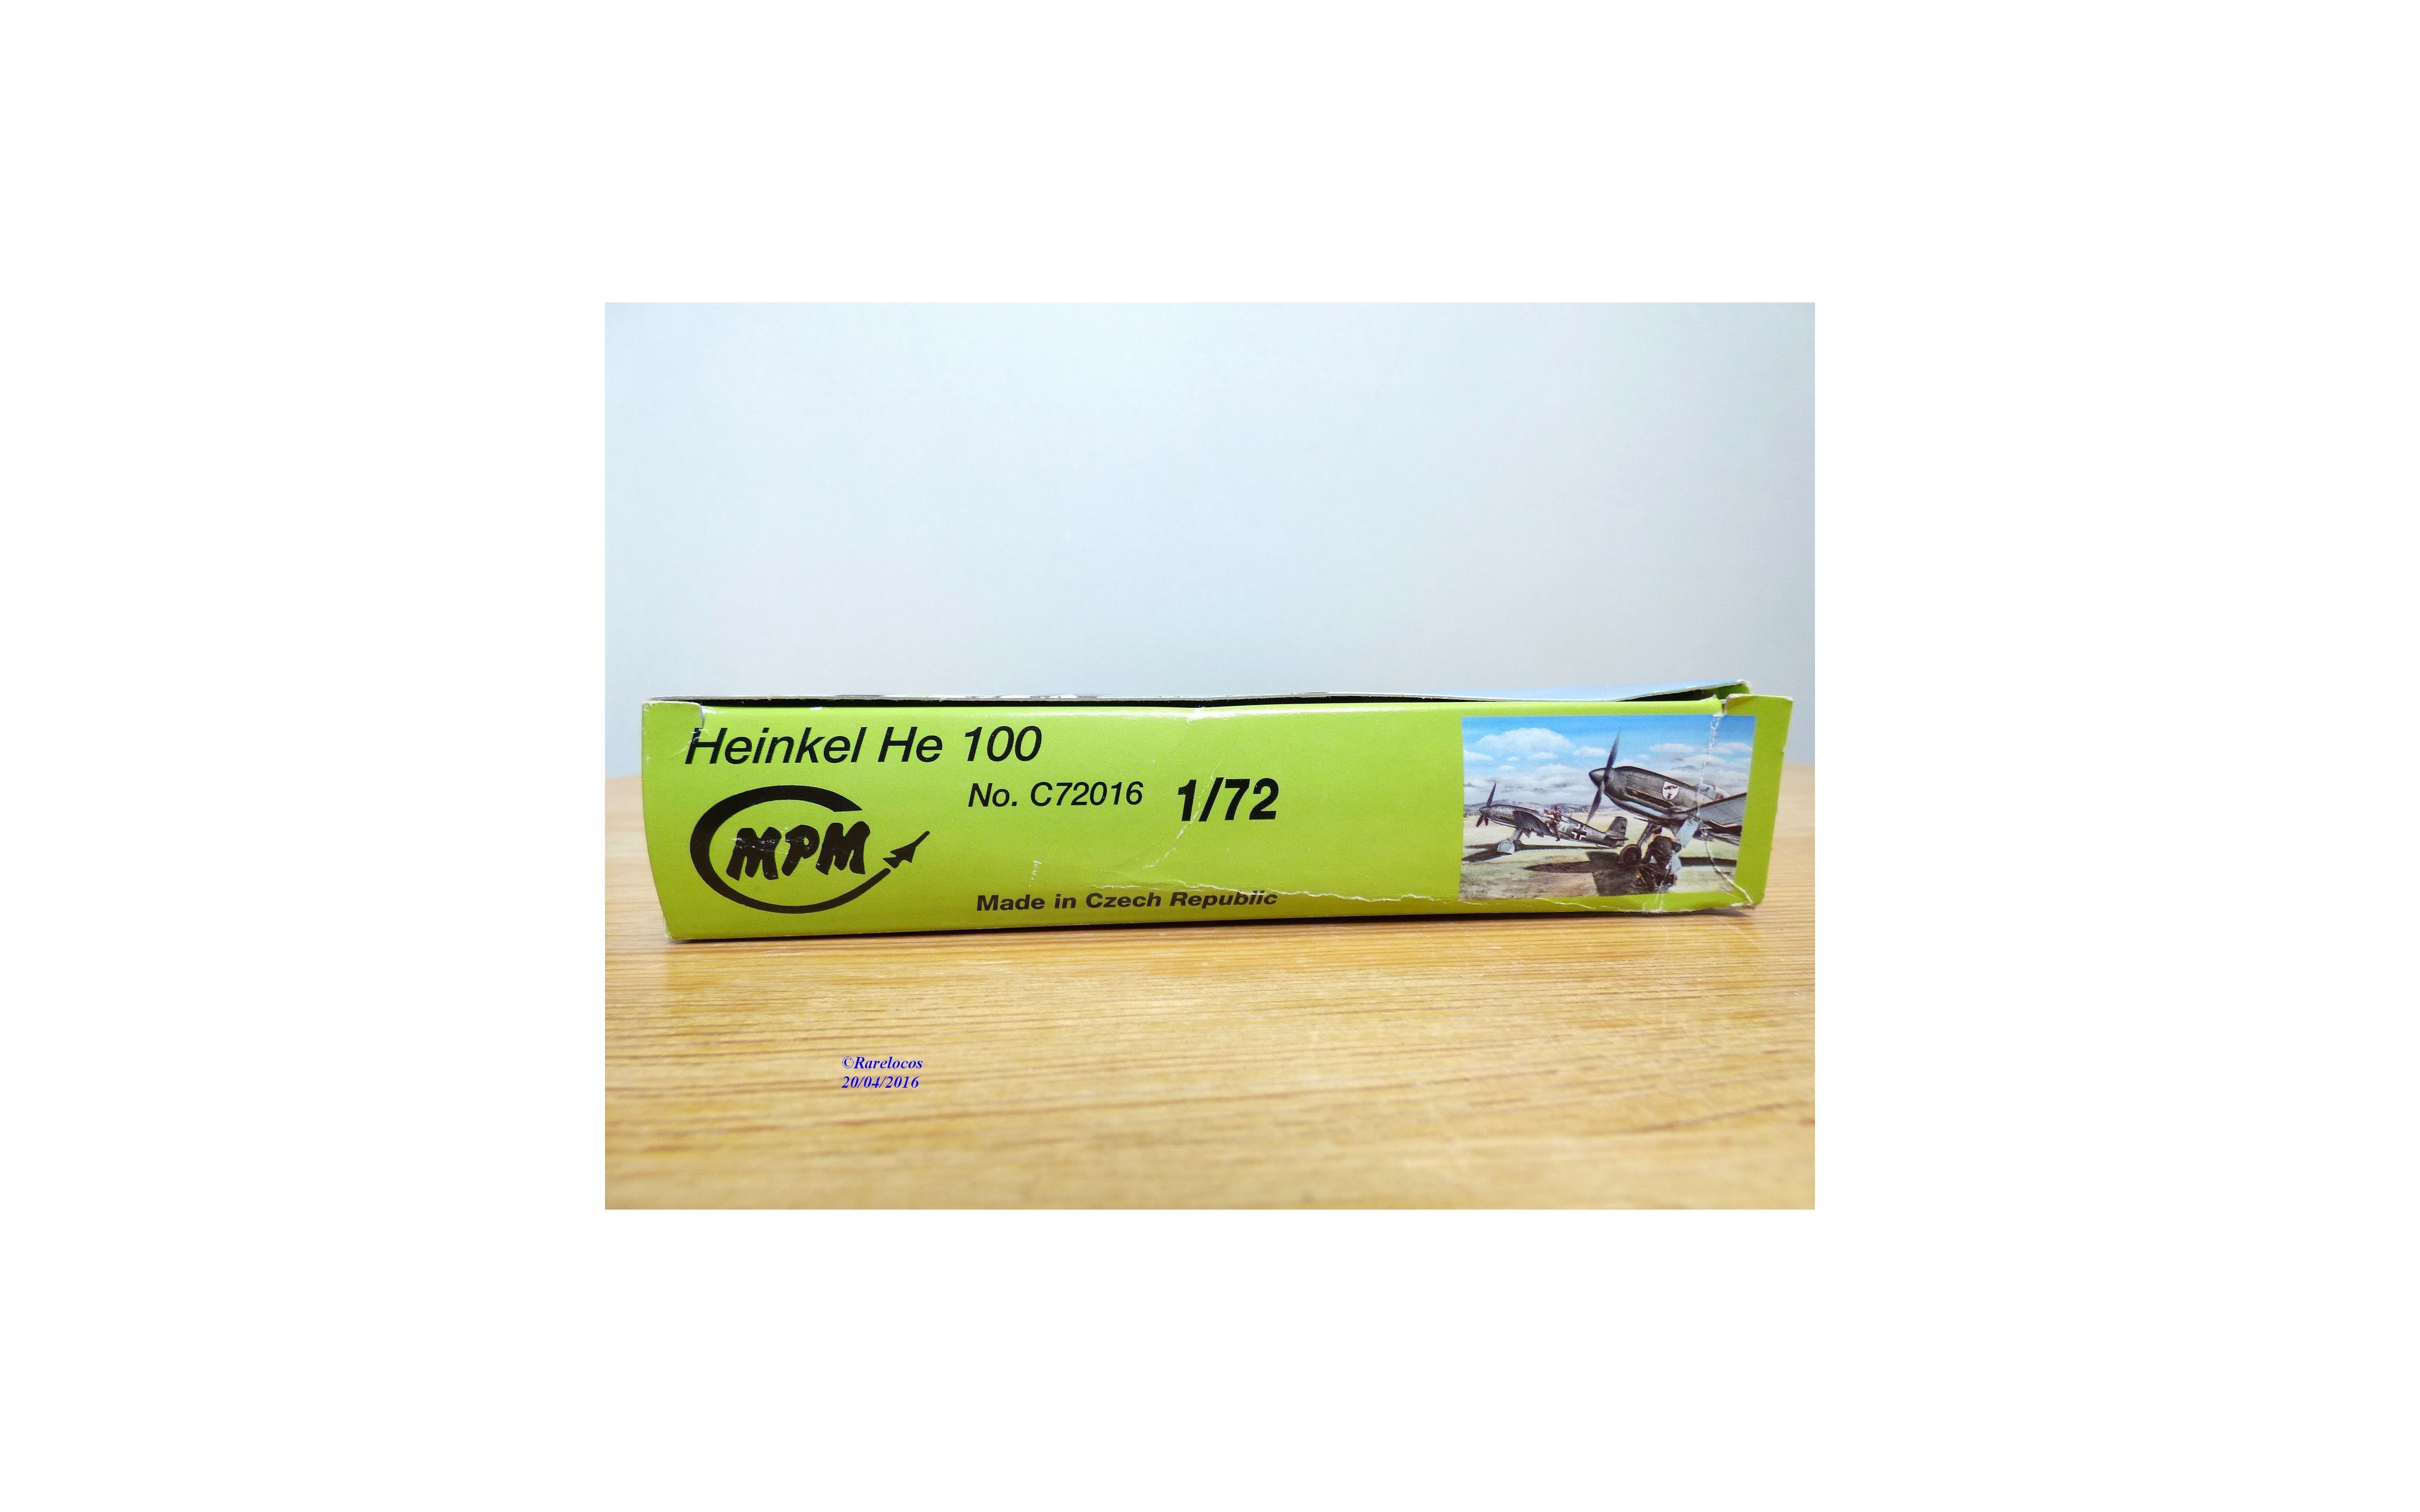 Heinkel He 100
No. C72016 1/72
MPM
Made in Czech Republic
©Rarelocos
20/04/2016